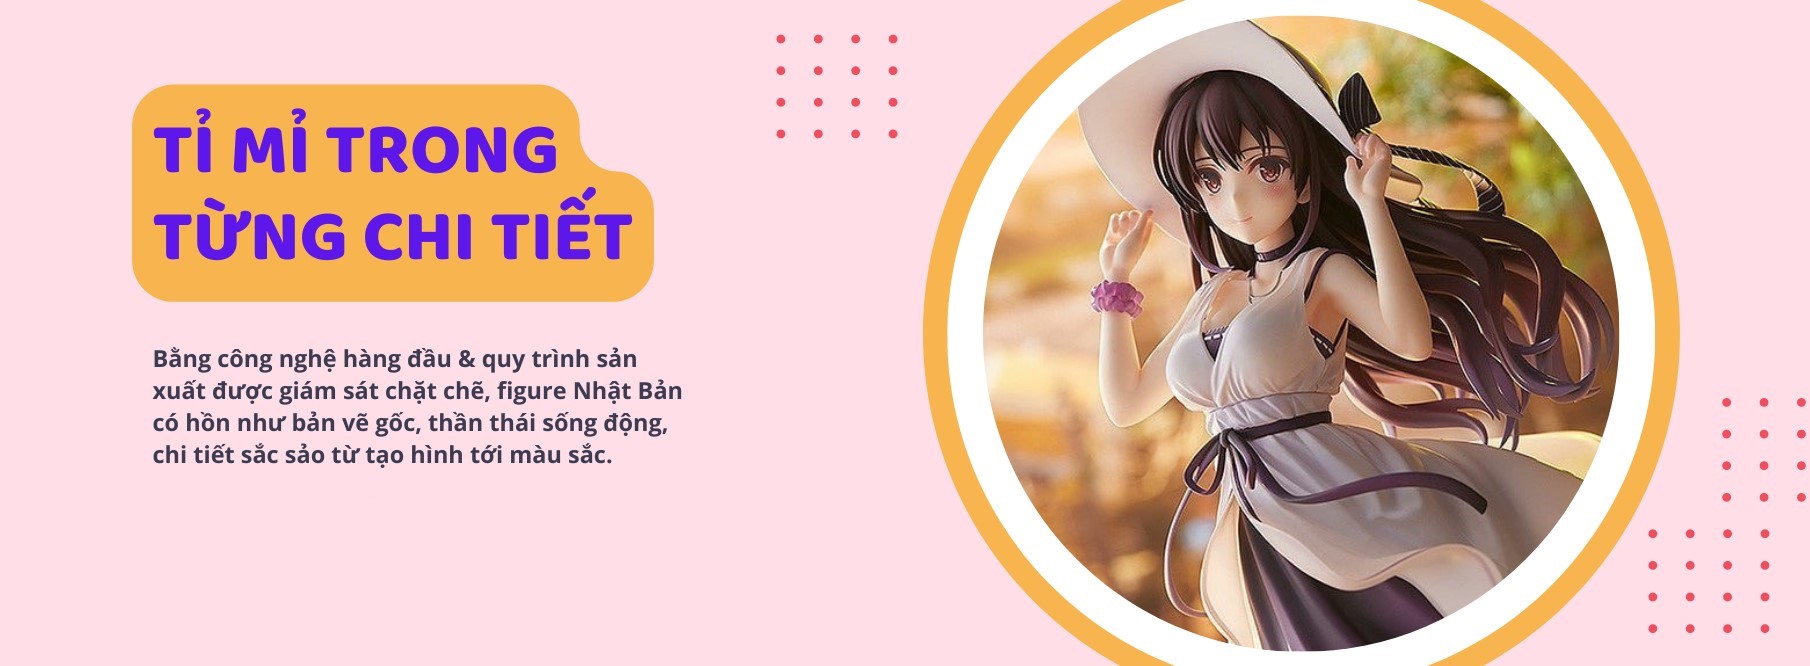 TỈ MỈ TRONG
TỪNG CHI TIẾT
Bằng công nghệ hàng đầu & quy trình sản
xuất được giám sát chặt chẽ, figure Nhật Bản
có hồn như bản vẽ gốc, thần thái sống động,
chi tiết sắc sảo từ tạo hình tới màu sắc.